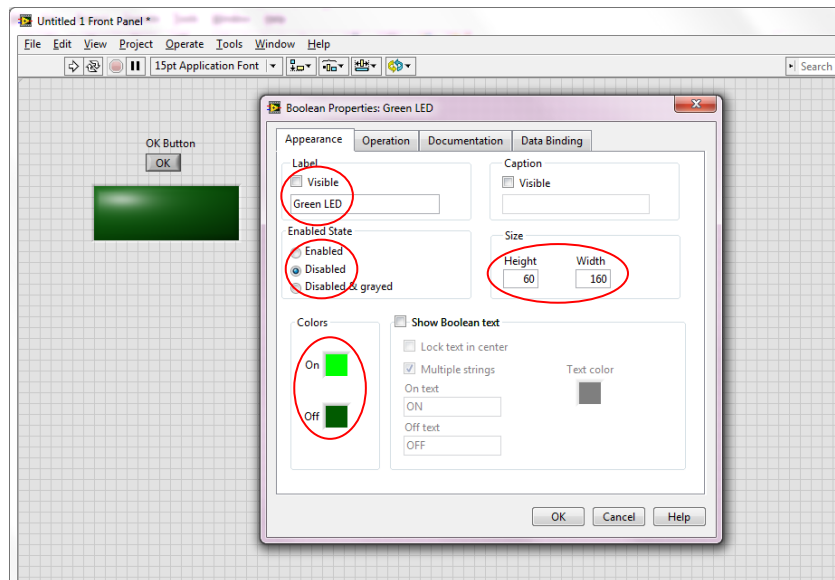 Untitled 1 Front Panel *
File Edit View Project Operate Tools Window Help
15pt Application Font
Search
OK Button
OK
Boolean Properties: Green LED
Appearance Operation Documentation Data Binding
Label
Visible
Green LED
Caption
Visible
Enabled State
Enabled
Disabled
Disabled & grayed
Size
Height Width
60 160
Colors
On
Off
Show Boolean text
Lock text in center
Multiple strings
Text color
On text
ON
Off text
OFF
OK Cancel Help